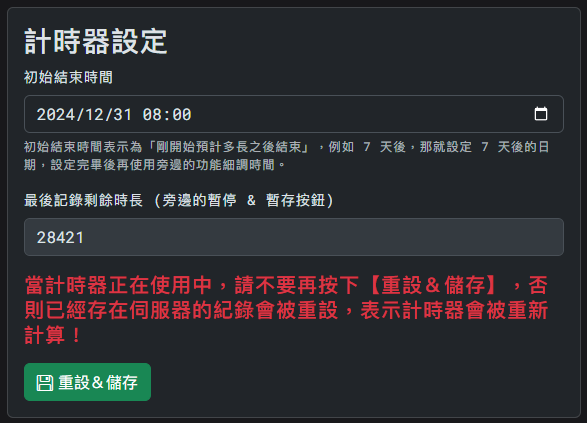 計時器設定
初始結束時間
2024/12/31 08:00
初始結束時間表示為「剛開始預計多長之後結束」，例如 7 天後，那就設定 7 天後的日
期，設定完畢後再使用旁邊的功能細調時間。
最後記錄剩餘時長 (旁邊的暫停 & 暫存按鈕)
28421
當計時器正在使用中，請不要再按下【重設＆儲存】，否
則已經存在伺服器的紀錄會被重設，表示計時器會被重新
計算！
重設＆儲存